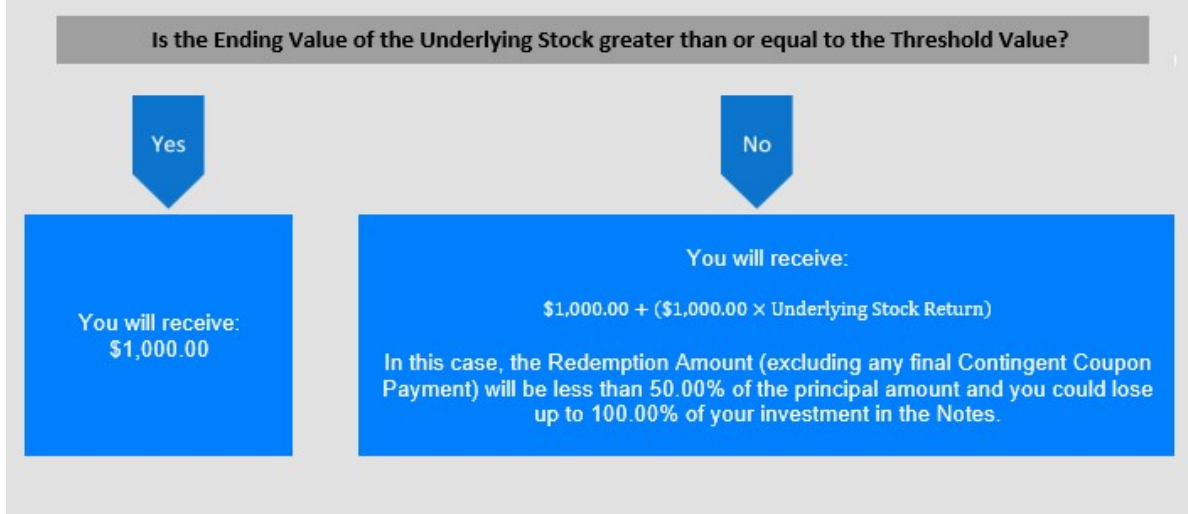 Is the Ending Value of the Underlying Stock greater than or equal to the Threshold Value?
Yes
No
You will receive:
$1,000.00
You will receive:
$1,000.00 + ($1,000.00 × Underlying Stock Return)
In this case, the Redemption Amount (excluding any final Contingent Coupon
Payment) will be less than 50.00% of the principal amount and you could lose
up to 100.00% of your investment in the Notes.